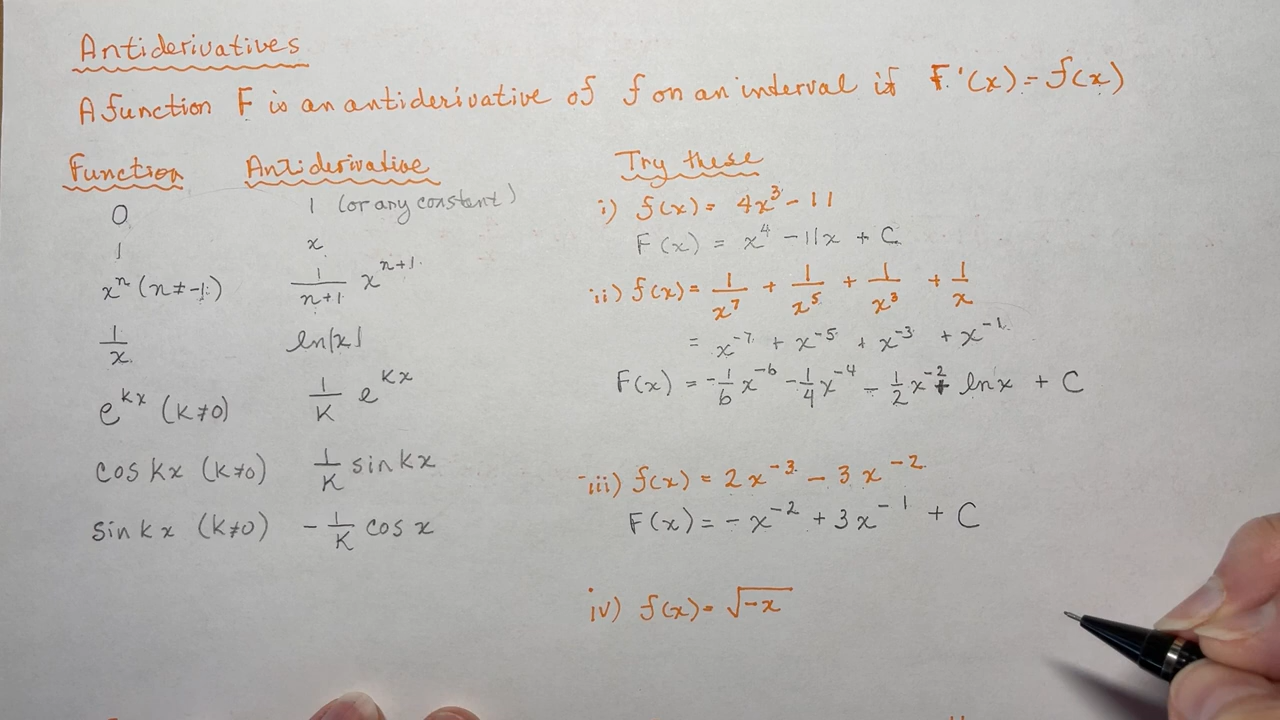 Antiderivatives
A function F is an antiderivative of f on an interval if F'(x) = f(x)
Function Antiderivative
0 1 (or any constant)
1 x
xⁿ (n ≠ -1) 1/(n+1) xⁿ⁺¹
1/x ln|x|
e^(kx) (k≠0) 1/k e^(kx)
cos kx (k≠0) 1/k sin kx
sin kx (k≠0) -1/k cos x
Try these
i) f(x) = 4x³ - 11
F(x) = x⁴ - 11x + C
ii) f(x) = 1/x⁷ + 1/x⁵ + 1/x³ + 1/x
= x⁻⁷ + x⁻⁵ + x⁻³ + x⁻¹
F(x) = -1/6 x⁻⁶ - 1/4 x⁻⁴ - 1/2 x⁻² + ln x + C
iii) f(x) = 2x⁻³ - 3x⁻²
F(x) = -x⁻² + 3x⁻¹ + C
iv) f(x) = √(-x)